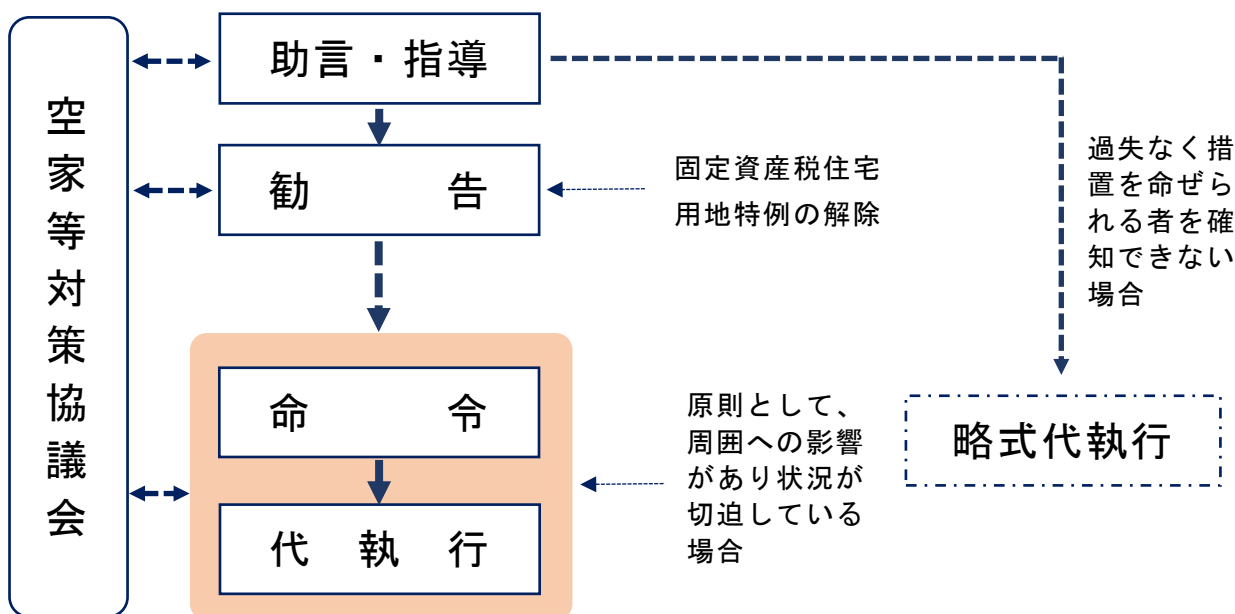 空家等対策協議会
助言・指導
勧告
固定資産税住宅
用地特例の解除
過失なく措
置を命ぜら
れる者を確
知できない
場合
命令
代執行
原則として、
周囲への影響
があり状況が
切迫している
場合
略式代執行